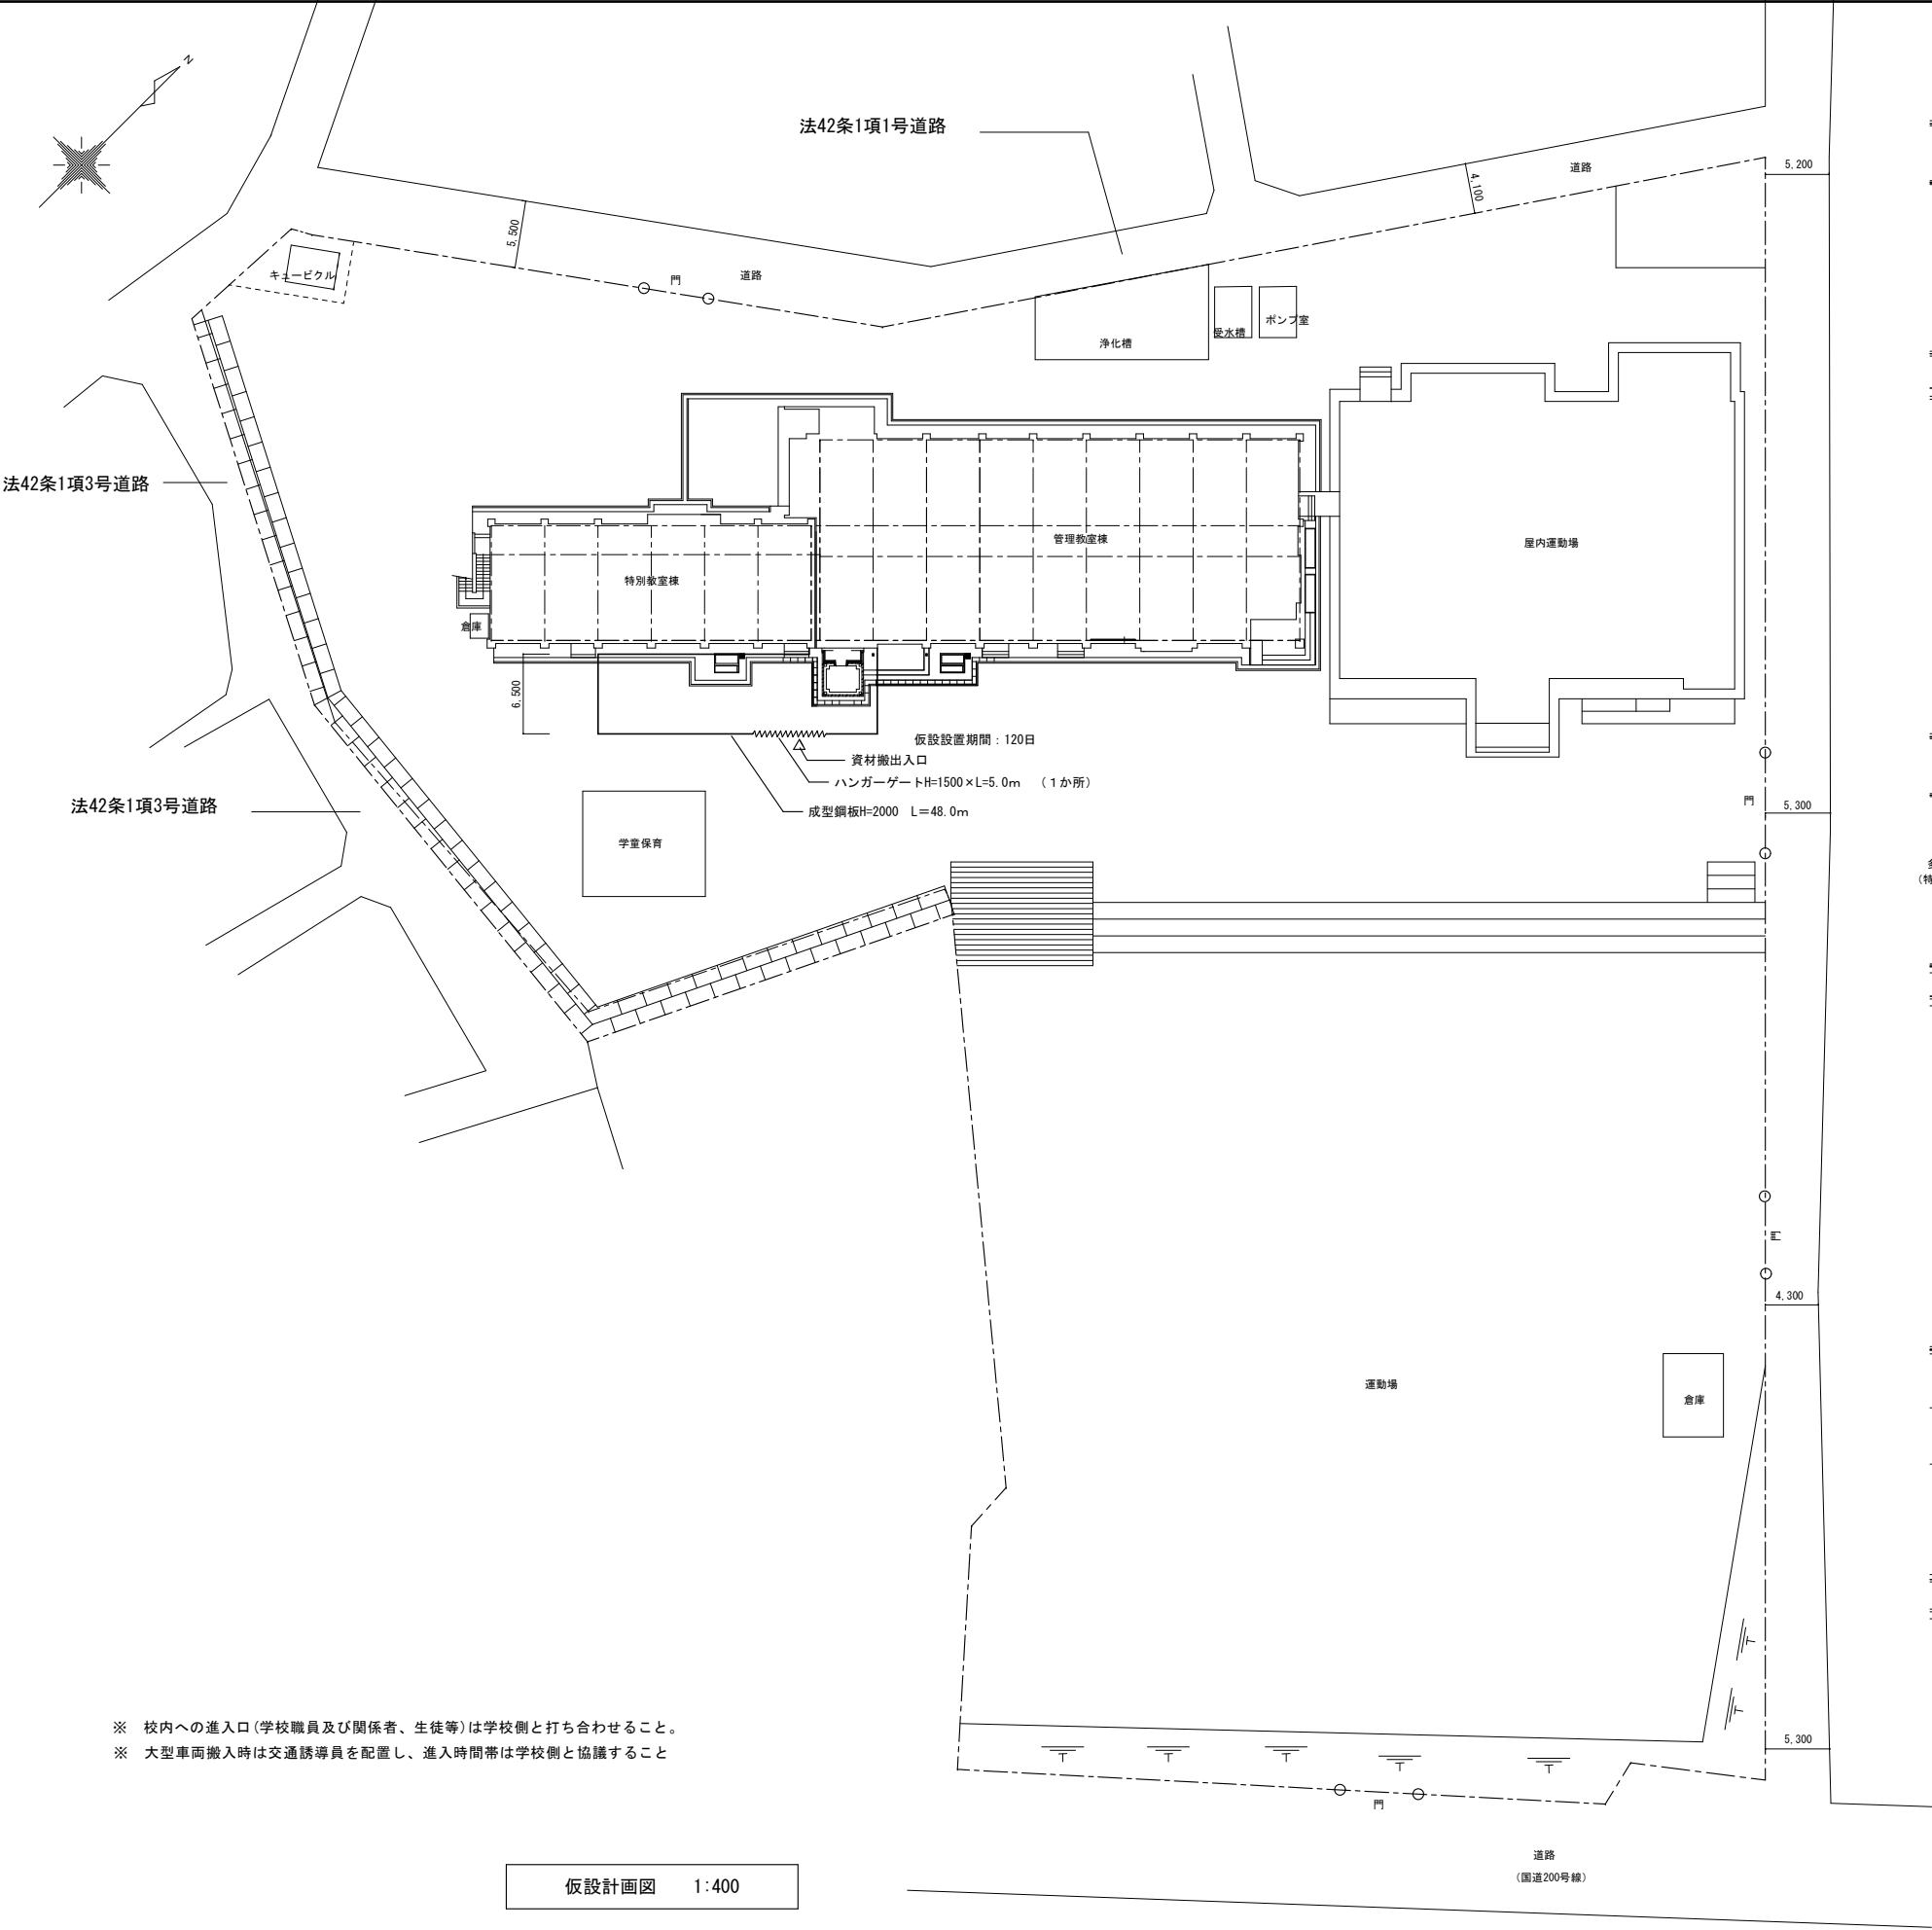 N
法42条1項1号道路
道路
5,200
4,100
5,500
キュービクル
門
道路
浄化槽
受水槽
ポンプ室
法42条1項3号道路
管理教室棟
屋内運動場
特別教室棟
倉庫
6,500
仮設設置期間：120日
資材搬出入口
ハンガーゲートH=1500×L=5.0m （１か所）
成型鋼板H=2000 L＝48.0m
法42条1項3号道路
門
5,300
学童保育
門
4,300
運動場
倉庫
※ 校内への進入口(学校職員及び関係者、生徒等)は学校側と打ち合わせること。
※ 大型車両搬入時は交通誘導員を配置し、進入時間帯は学校側と協議すること
5,300
門
道路
（国道200号線）
仮設計画図 1:400